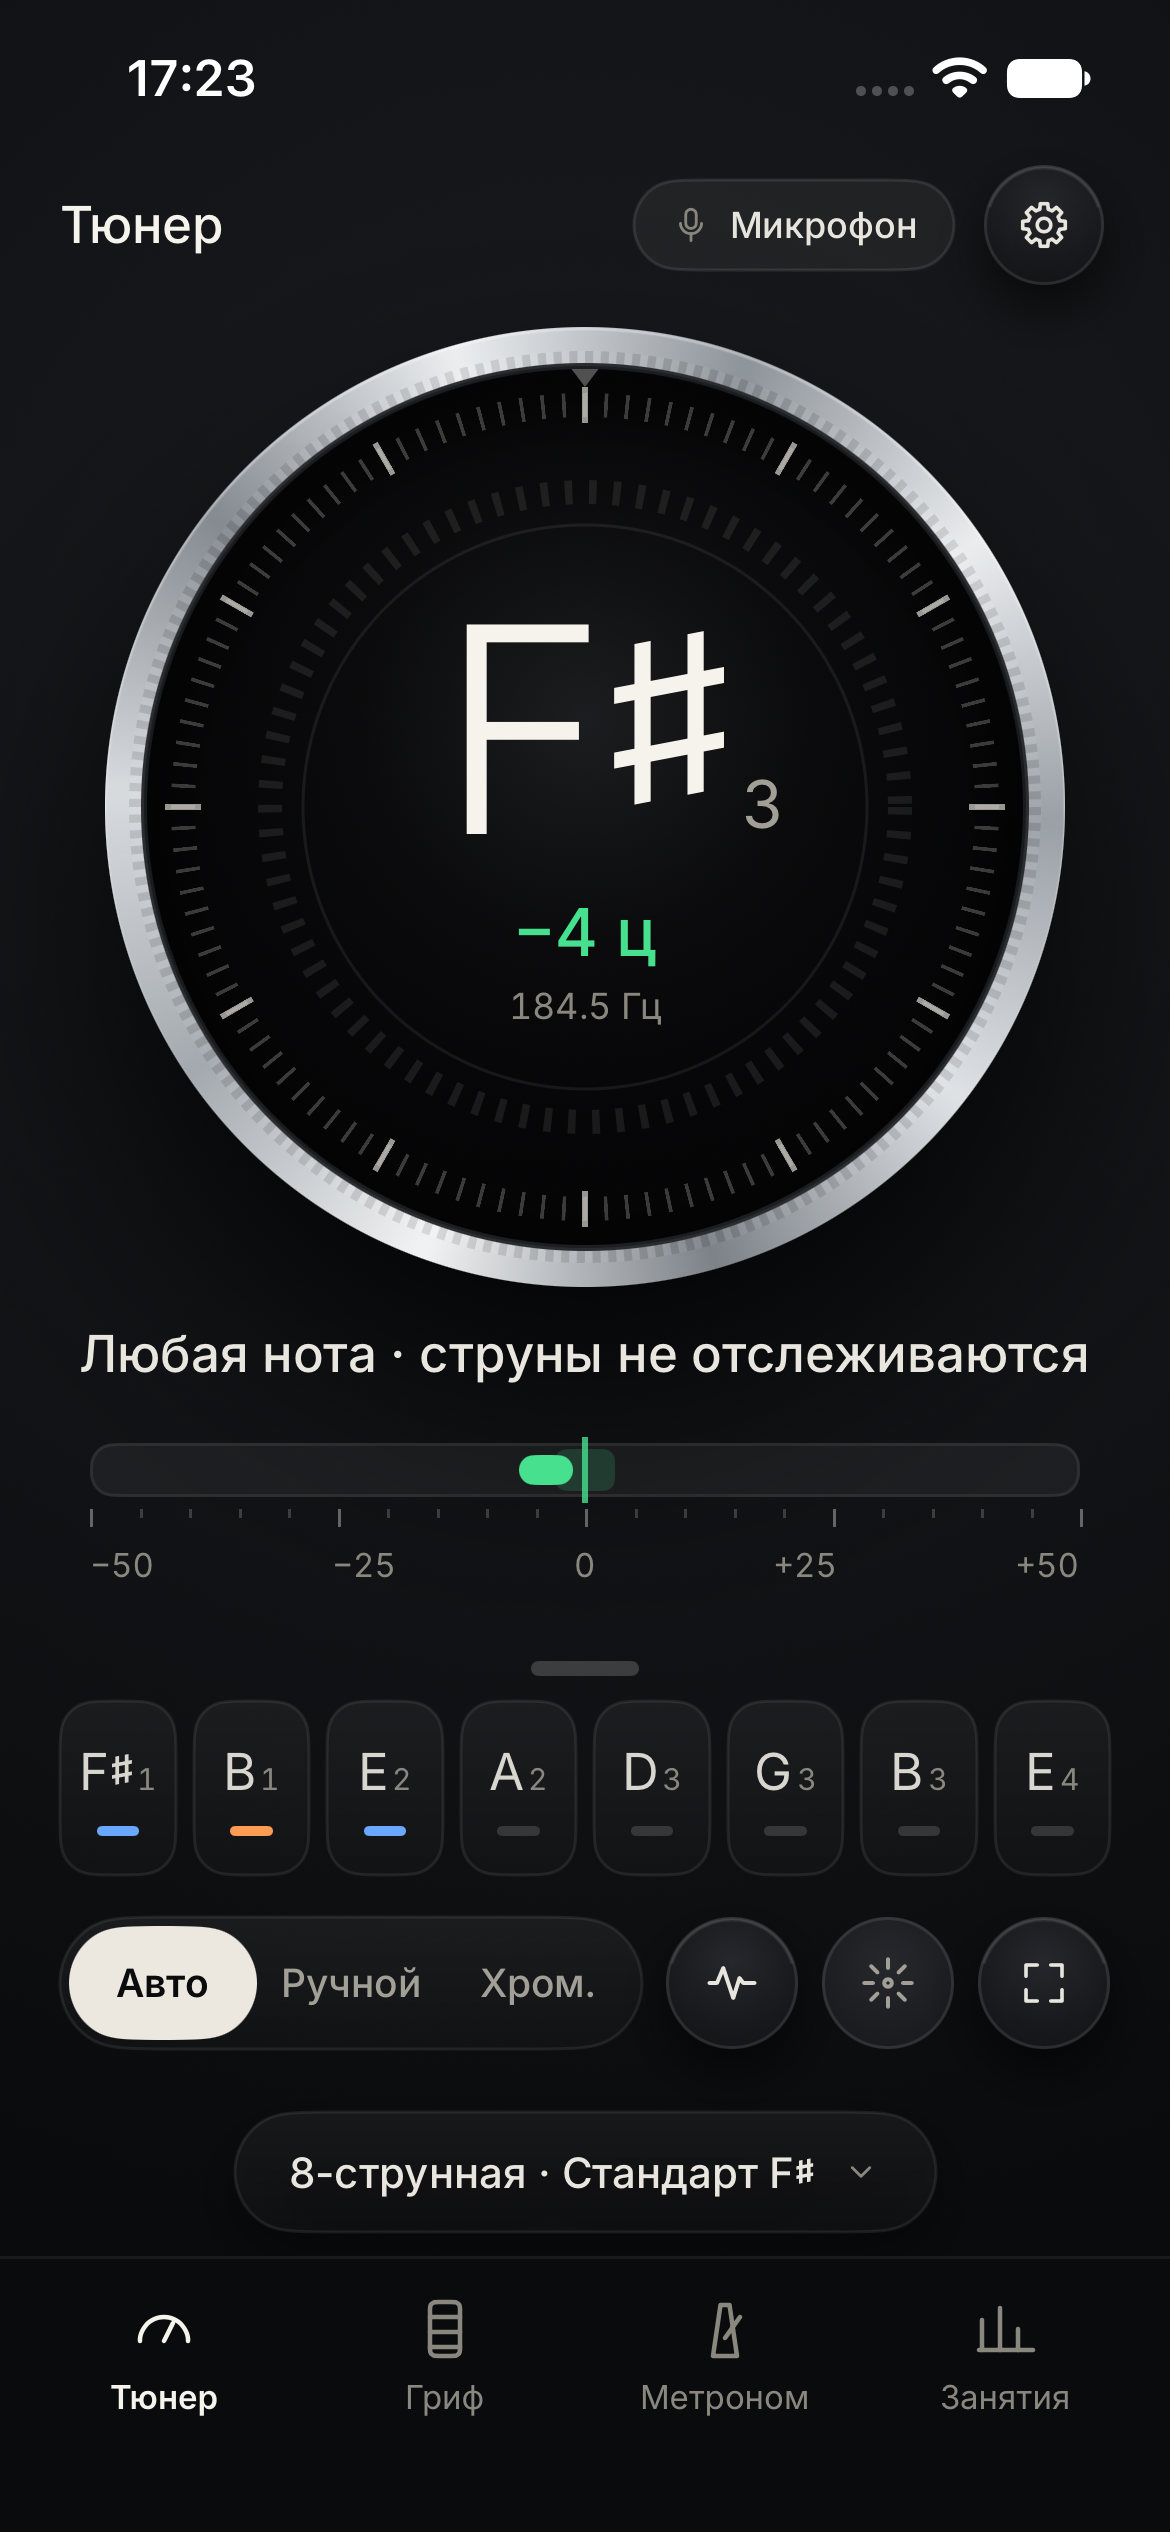 17:23
Тюнер
Микрофон
F♯3
−4 ц
184.5 Гц
Любая нота · струны не отслеживаются
−50 −25 0 +25 +50
F♯1 B1 E2 A2 D3 G3 B3 E4
Авто Ручной Хром.
8-струнная · Стандарт F♯
Тюнер Гриф Метроном Занятия